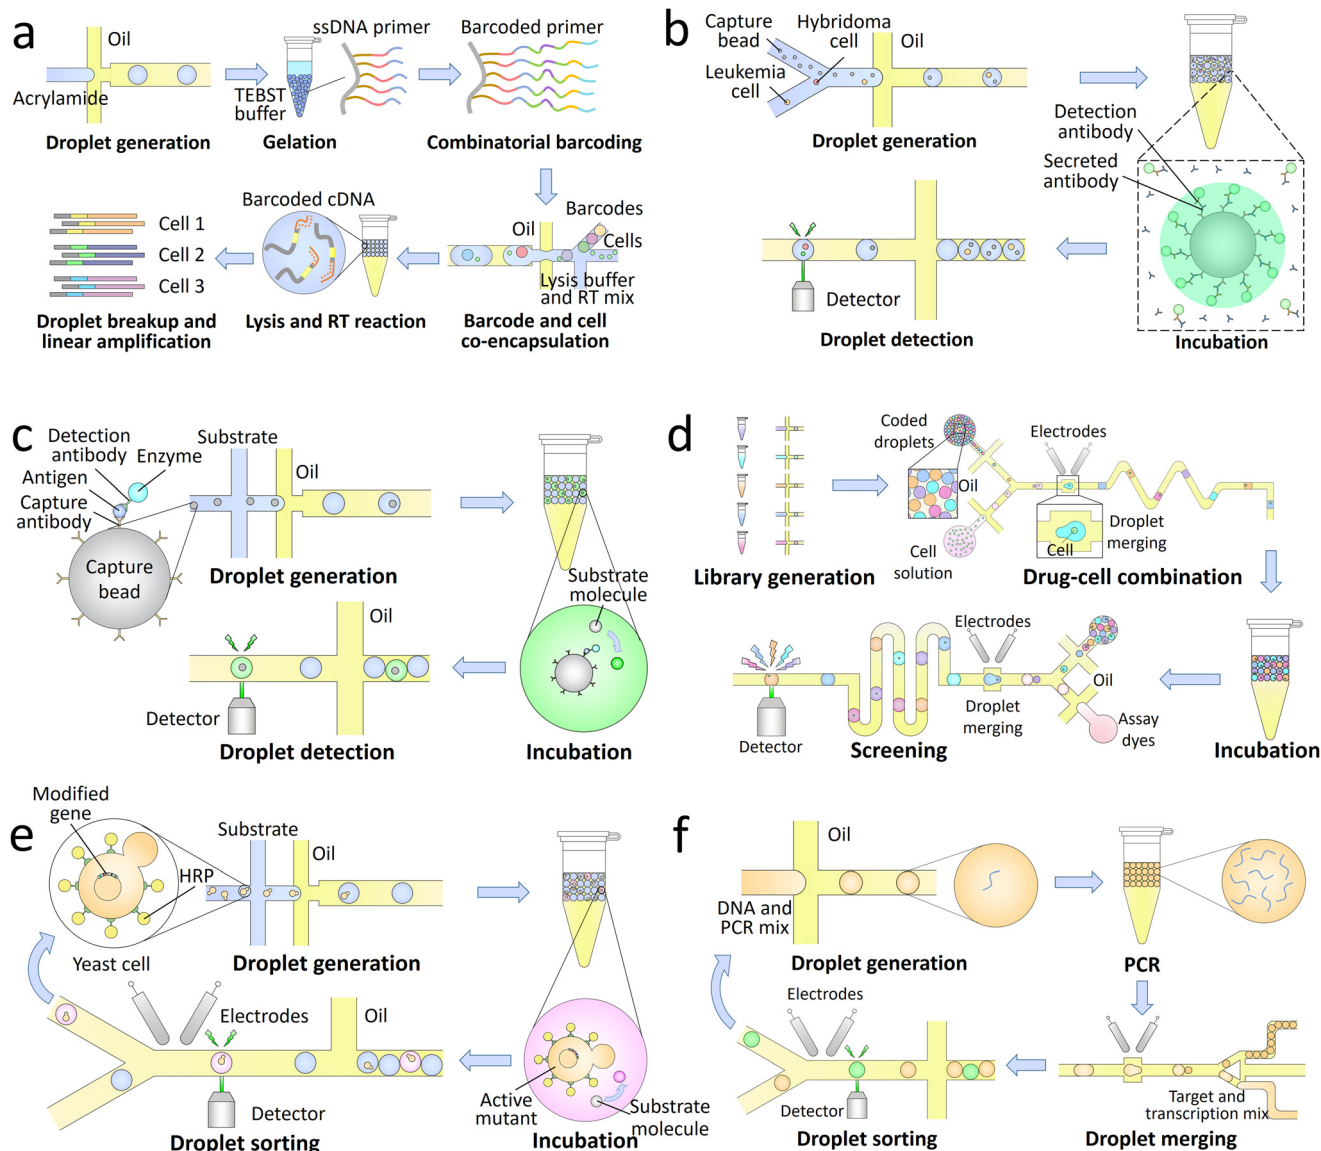 a
Oil
Acrylamide
Droplet generation
TEBST
buffer
ssDNA primer
Gelation
Barcoded primer
Combinatorial barcoding
Barcodes
Oil
Cells
Lysis buffer
and RT mix
Barcode and cell
co-encapsulation
Barcoded cDNA
Lysis and RT reaction
Cell 1
Cell 2
Cell 3
Droplet breakup and
linear amplification
b
Capture
bead
Hybridoma
cell
Oil
Leukemia
cell
Droplet generation
Detection
antibody
Secreted
antibody
Incubation
Detector
Droplet detection
c
Detection
antibody
Enzyme
Antigen
Capture
antibody
Capture
bead
Substrate
Oil
Droplet generation
Substrate
molecule
Incubation
Oil
Detector
Droplet detection
d
Library generation
Coded
droplets
Oil
Cell
solution
Electrodes
Cell
Droplet
merging
Drug-cell combination
Incubation
Electrodes
Oil
Droplet
merging
Assay
dyes
Detector
Screening
e
Modified
gene
HRP
Yeast cell
Substrate
Oil
Droplet generation
Active
mutant
Substrate
molecule
Incubation
Electrodes
Oil
Detector
Droplet sorting
f
Oil
DNA and
PCR mix
Droplet generation
PCR
Target and
transcription mix
Droplet merging
Electrodes
Detector
Droplet sorting